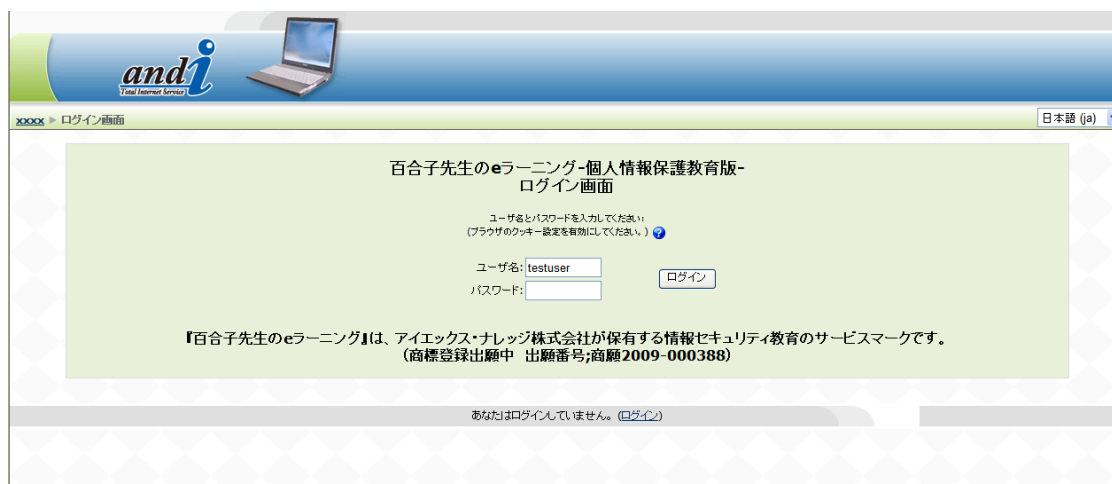 andi
Total Internet Service
xxxx ► ログイン画面
日本語 (ja)
百合子先生のeラーニング-個人情報保護教育版-
ログイン画面
ユーザ名とパスワードを入力してください:
(ブラウザのクッキー設定を有効にしてください。)
ユーザ名: testuser
パスワード:
ログイン
『百合子先生のeラーニング』は、アイエックス・ナレッジ株式会社が保有する情報セキュリティ教育のサービスマークです。
(商標登録出願中 出願番号;商願2009-000388)
あなたはログインしていません。(ログイン)